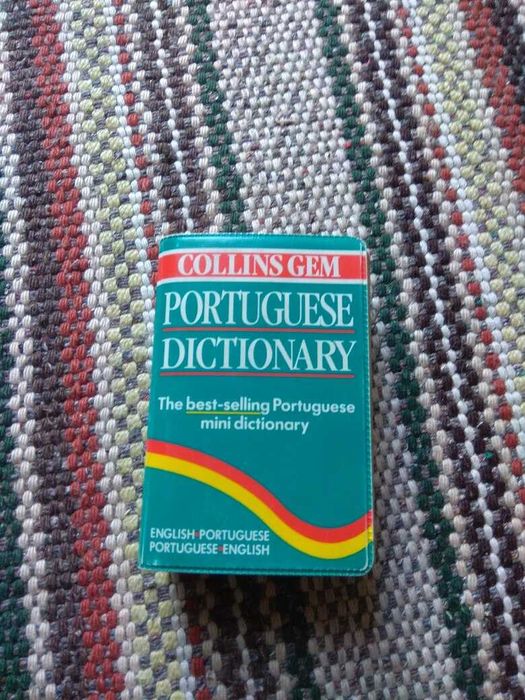 COLLINS GEM
PORTUGUESE
DICTIONARY
The best-selling Portuguese
mini dictionary
ENGLISH•PORTUGUESE
PORTUGUESE•ENGLISH